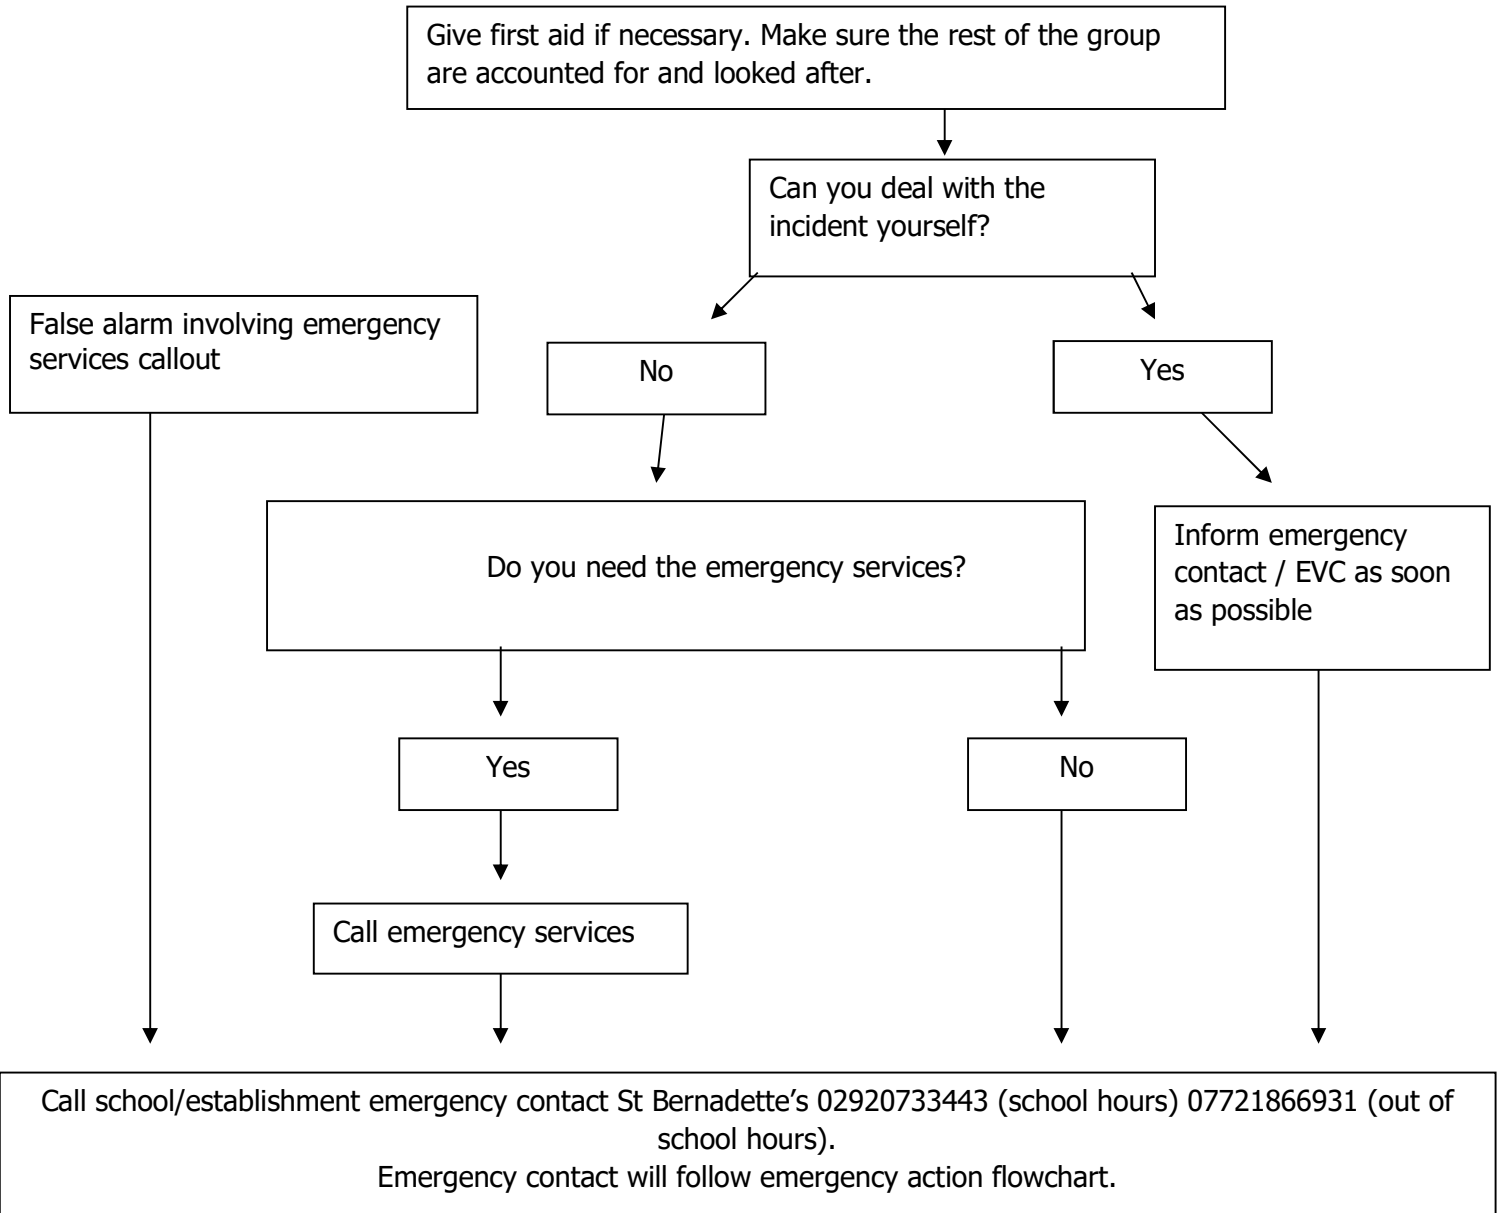 Give first aid if necessary. Make sure the rest of the group
are accounted for and looked after.
Can you deal with the
incident yourself?
False alarm involving emergency
services callout
No
Yes
Do you need the emergency services?
Inform emergency
contact / EVC as soon
as possible
Yes
No
Call emergency services
Call school/establishment emergency contact St Bernadette’s 02920733443 (school hours) 07721866931 (out of
school hours).
Emergency contact will follow emergency action flowchart.